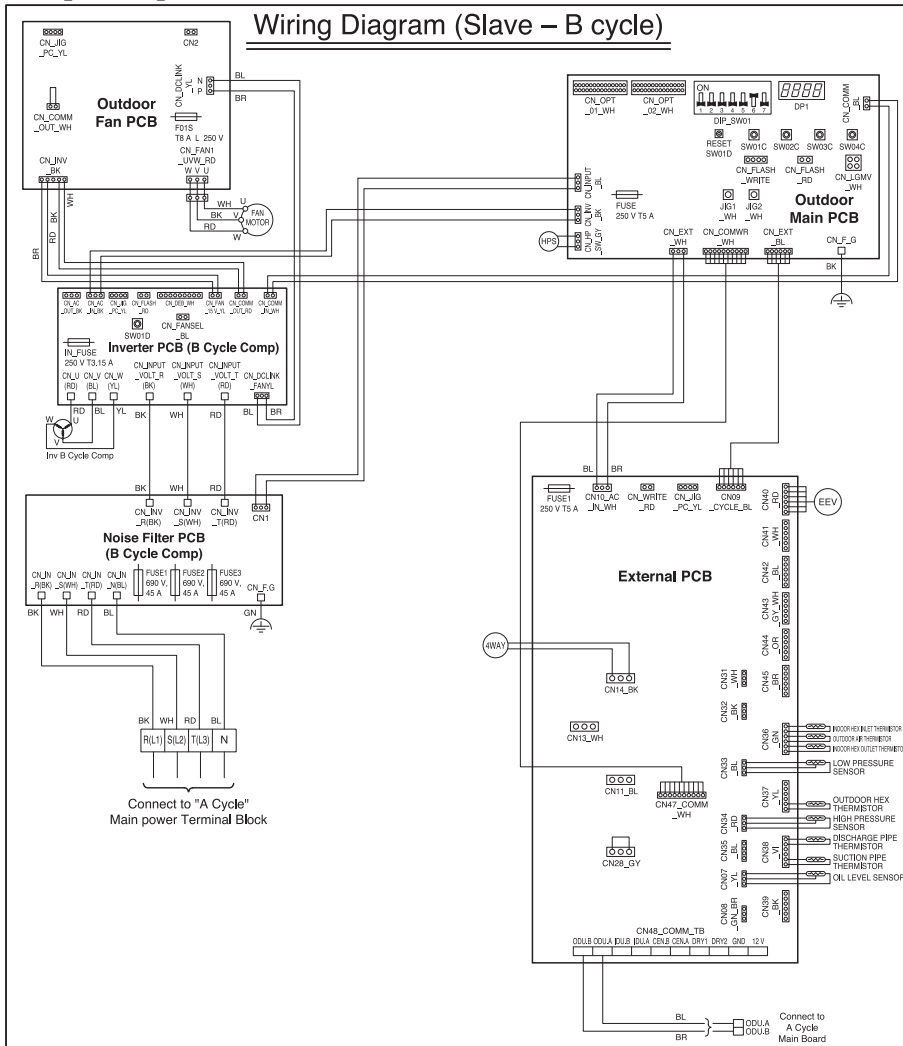 Wiring Diagram (Slave – B cycle)
CN_JIG
_PC_YL
CN2
CN_COMM
_OUT_WH
Outdoor
Fan PCB
CN_DCLINK
_YL
N
P
BL
BR
F01S
T8 A L 250 V
CN_FAN1
_UVW_RD
W V U
CN_INV
_BK
WH
BK
RD
BR
WH
BK
RD
U
V
W
FAN
MOTOR
CN_OPT
_01_WH
CN_OPT
_02_WH
ON
1 2 3 4 5 6 7
DIP_SW01
DP1
CN_COMM
_BL
RESET
SW01D
SW01C
SW02C
SW03C
SW04C
CN_FLASH
_WRITE
CN_FLASH
_RD
CN_LGMV
_WH
CN_INPUT
_BL
FUSE
250 V T5 A
CN_INV
_BK
CN_HP
SW_GY
HPS
JIG1
_WH
JIG2
_WH
Outdoor
Main PCB
CN_EXT
_WH
CN_COMWR
_WH
CN_EXT
_BL
CN_F_G
BK
CN_AC
_OUT_BK
CN_AC
_IN_BK
CN_JIG
_PC_YL
CN_FLASH
_RD
CN_DEB_WH
CN_FAN
_15 V_YL
CN_COMM
_OUT_RD
CN_COMM
_IN_WH
SW01D
CN_FANSEL
_BL
IN_FUSE
250 V T3.15 A
Inverter PCB (B Cycle Comp)
CN_U
(RD)
CN_V
(BL)
CN_W
(YL)
CN_INPUT
_VOLT_R
(BK)
CN_INPUT
_VOLT_S
(WH)
CN_INPUT
_VOLT_T
(RD)
CN_DCLINK
_FANYL
RD
BL
YL
BK
WH
RD
BL
BR
W
U
V
Inv B Cycle Comp
BK
WH
RD
CN_INV
_R(BK)
CN_INV
_S(WH)
CN_INV
_T(RD)
CN1
Noise Filter PCB
(B Cycle Comp)
CN_IN
_R(BK)
CN_IN
_S(WH)
CN_IN
_T(RD)
CN_IN
_N(BL)
FUSE1
690 V,
45 A
FUSE2
690 V,
45 A
FUSE3
690 V,
45 A
CN_F.G
BK
WH
RD
BL
GN
BK
WH
RD
BL
R(L1)
S(L2)
T(L3)
N
Connect to "A Cycle"
Main power Terminal Block
BL
BR
FUSE1
250 V T5 A
CN10_AC
_IN_WH
CN_WRITE
_RD
CN_JIG
_PC_YL
CN09
_CYCLE_BL
CN40
_RD
EEV
CN41
_WH
CN42
_BL
CN43
_GY_WH
CN44
_OR
CN45
_BR
External PCB
4WAY
CN14_BK
CN31
_WH
CN32
_BK
CN13_WH
CN36
_GN
INDOOR HEX INLET THERMISTOR
OUTDOOR AIR THERMISTOR
INDOOR HEX OUTLET THERMISTOR
CN33
_BL
LOW PRESSURE
SENSOR
CN11_BL
CN47_COMM
_WH
CN37
_YL
OUTDOOR HEX
THERMISTOR
CN34
_RD
HIGH PRESSURE
SENSOR
CN35
_BL
CN38
_VI
DISCHARGE PIPE
THERMISTOR
SUCTION PIPE
THERMISTOR
CN28_GY
CN07
_YL
OIL LEVEL SENSOR
CN08
_GN_BR
CN39
_BK
CN48_COMM_TB
ODU.B ODU.A IDU.B IDU.A CEN.B CEN.A DRY1 DRY2 GND 12 V
BL
BR
ODU.A
ODU.B
Connect to
A Cycle
Main Board